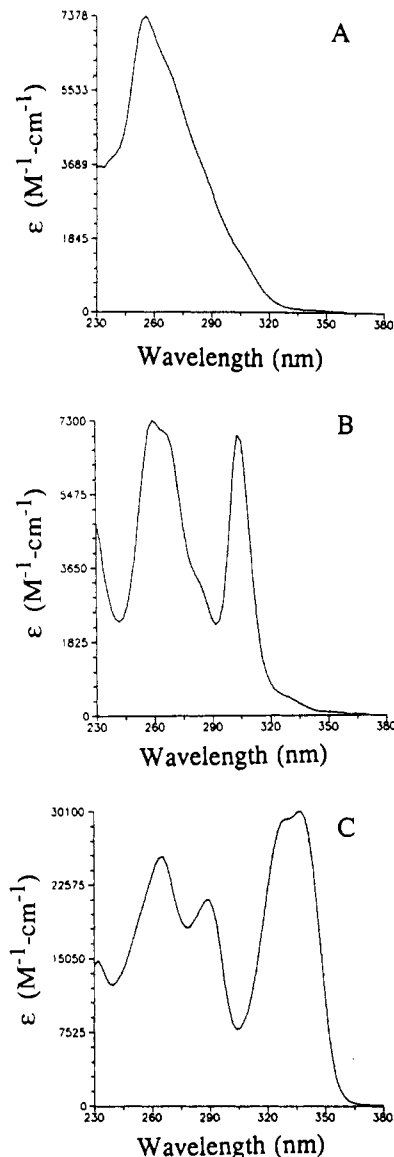 A
7378
5533
3689
1845
0
230 260 290 320 350 380
ε (M⁻¹-cm⁻¹)
Wavelength (nm)
B
7300
5475
3650
1825
0
230 260 290 320 350 380
ε (M⁻¹-cm⁻¹)
Wavelength (nm)
C
30100
22575
15050
7525
0
230 260 290 320 350 380
ε (M⁻¹-cm⁻¹)
Wavelength (nm)